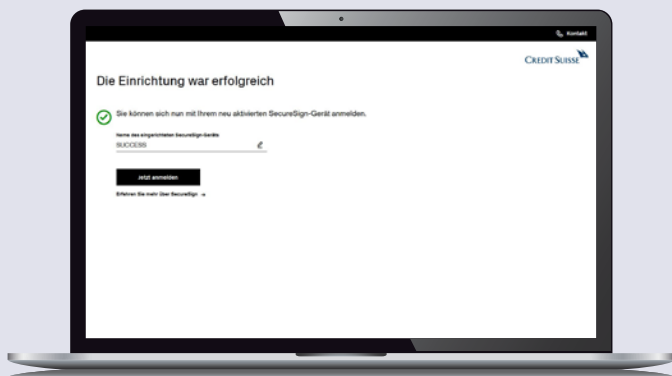 Kontakt
CREDIT SUISSE
Die Einrichtung war erfolgreich
Sie können sich nun mit Ihrem neu aktivierten SecureSign-Gerät anmelden.
Name des eingerichteten SecureSign-Geräts
SUCCESS
Jetzt anmelden
Erfahren Sie mehr über SecureSign →